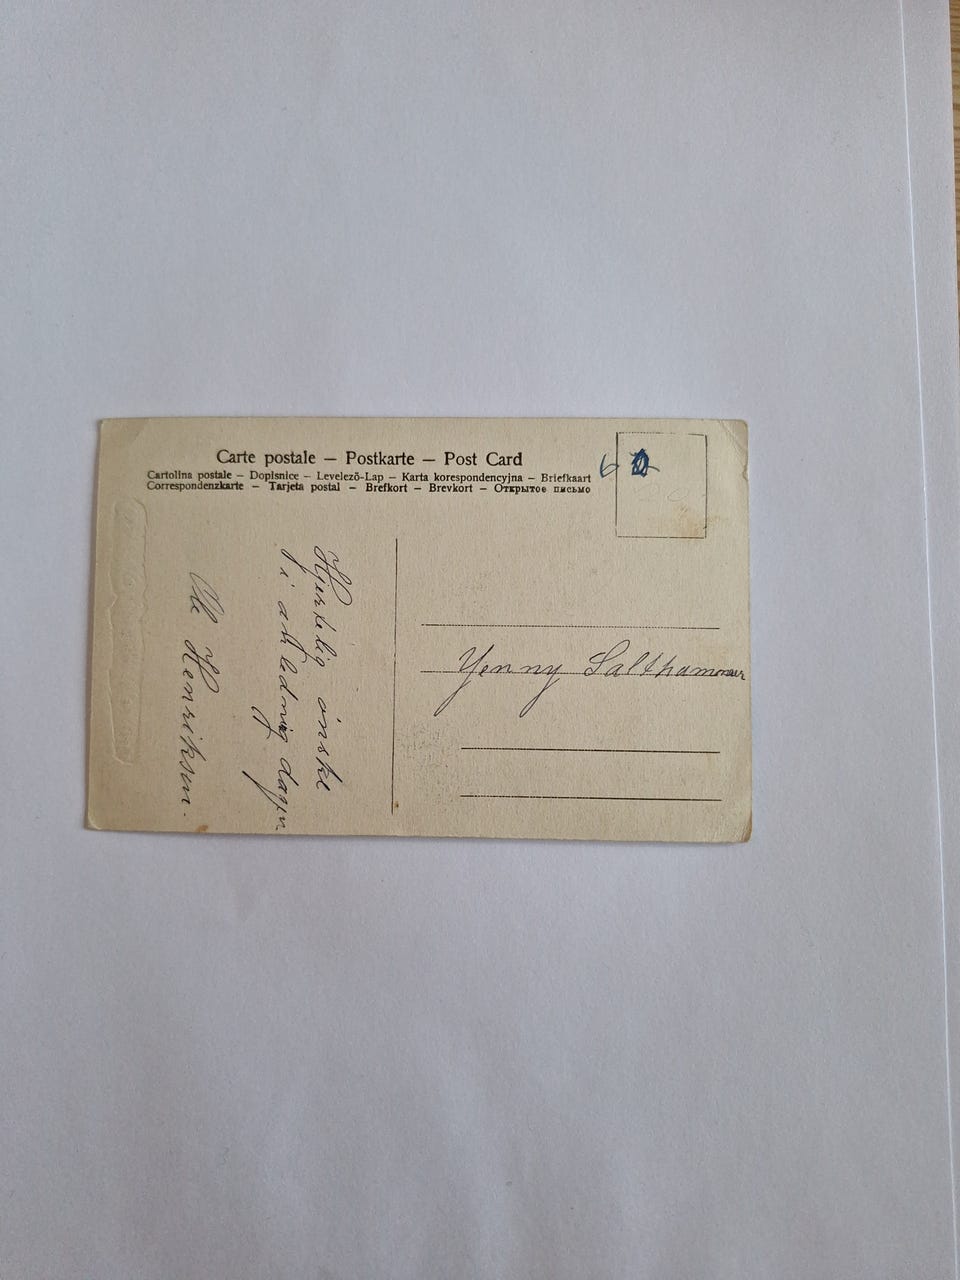 Carte postale – Postkarte – Post Card
Cartolina postale – Dopisnice – Levelező-Lap – Karta korespondencyjna – Briefkaart
Correspondenzkarte – Tarjeta postal – Brefkort – Brevkort – Открытое письмо
Hjertelig ønske
i anledning dagen
Henriksen.
Yenny